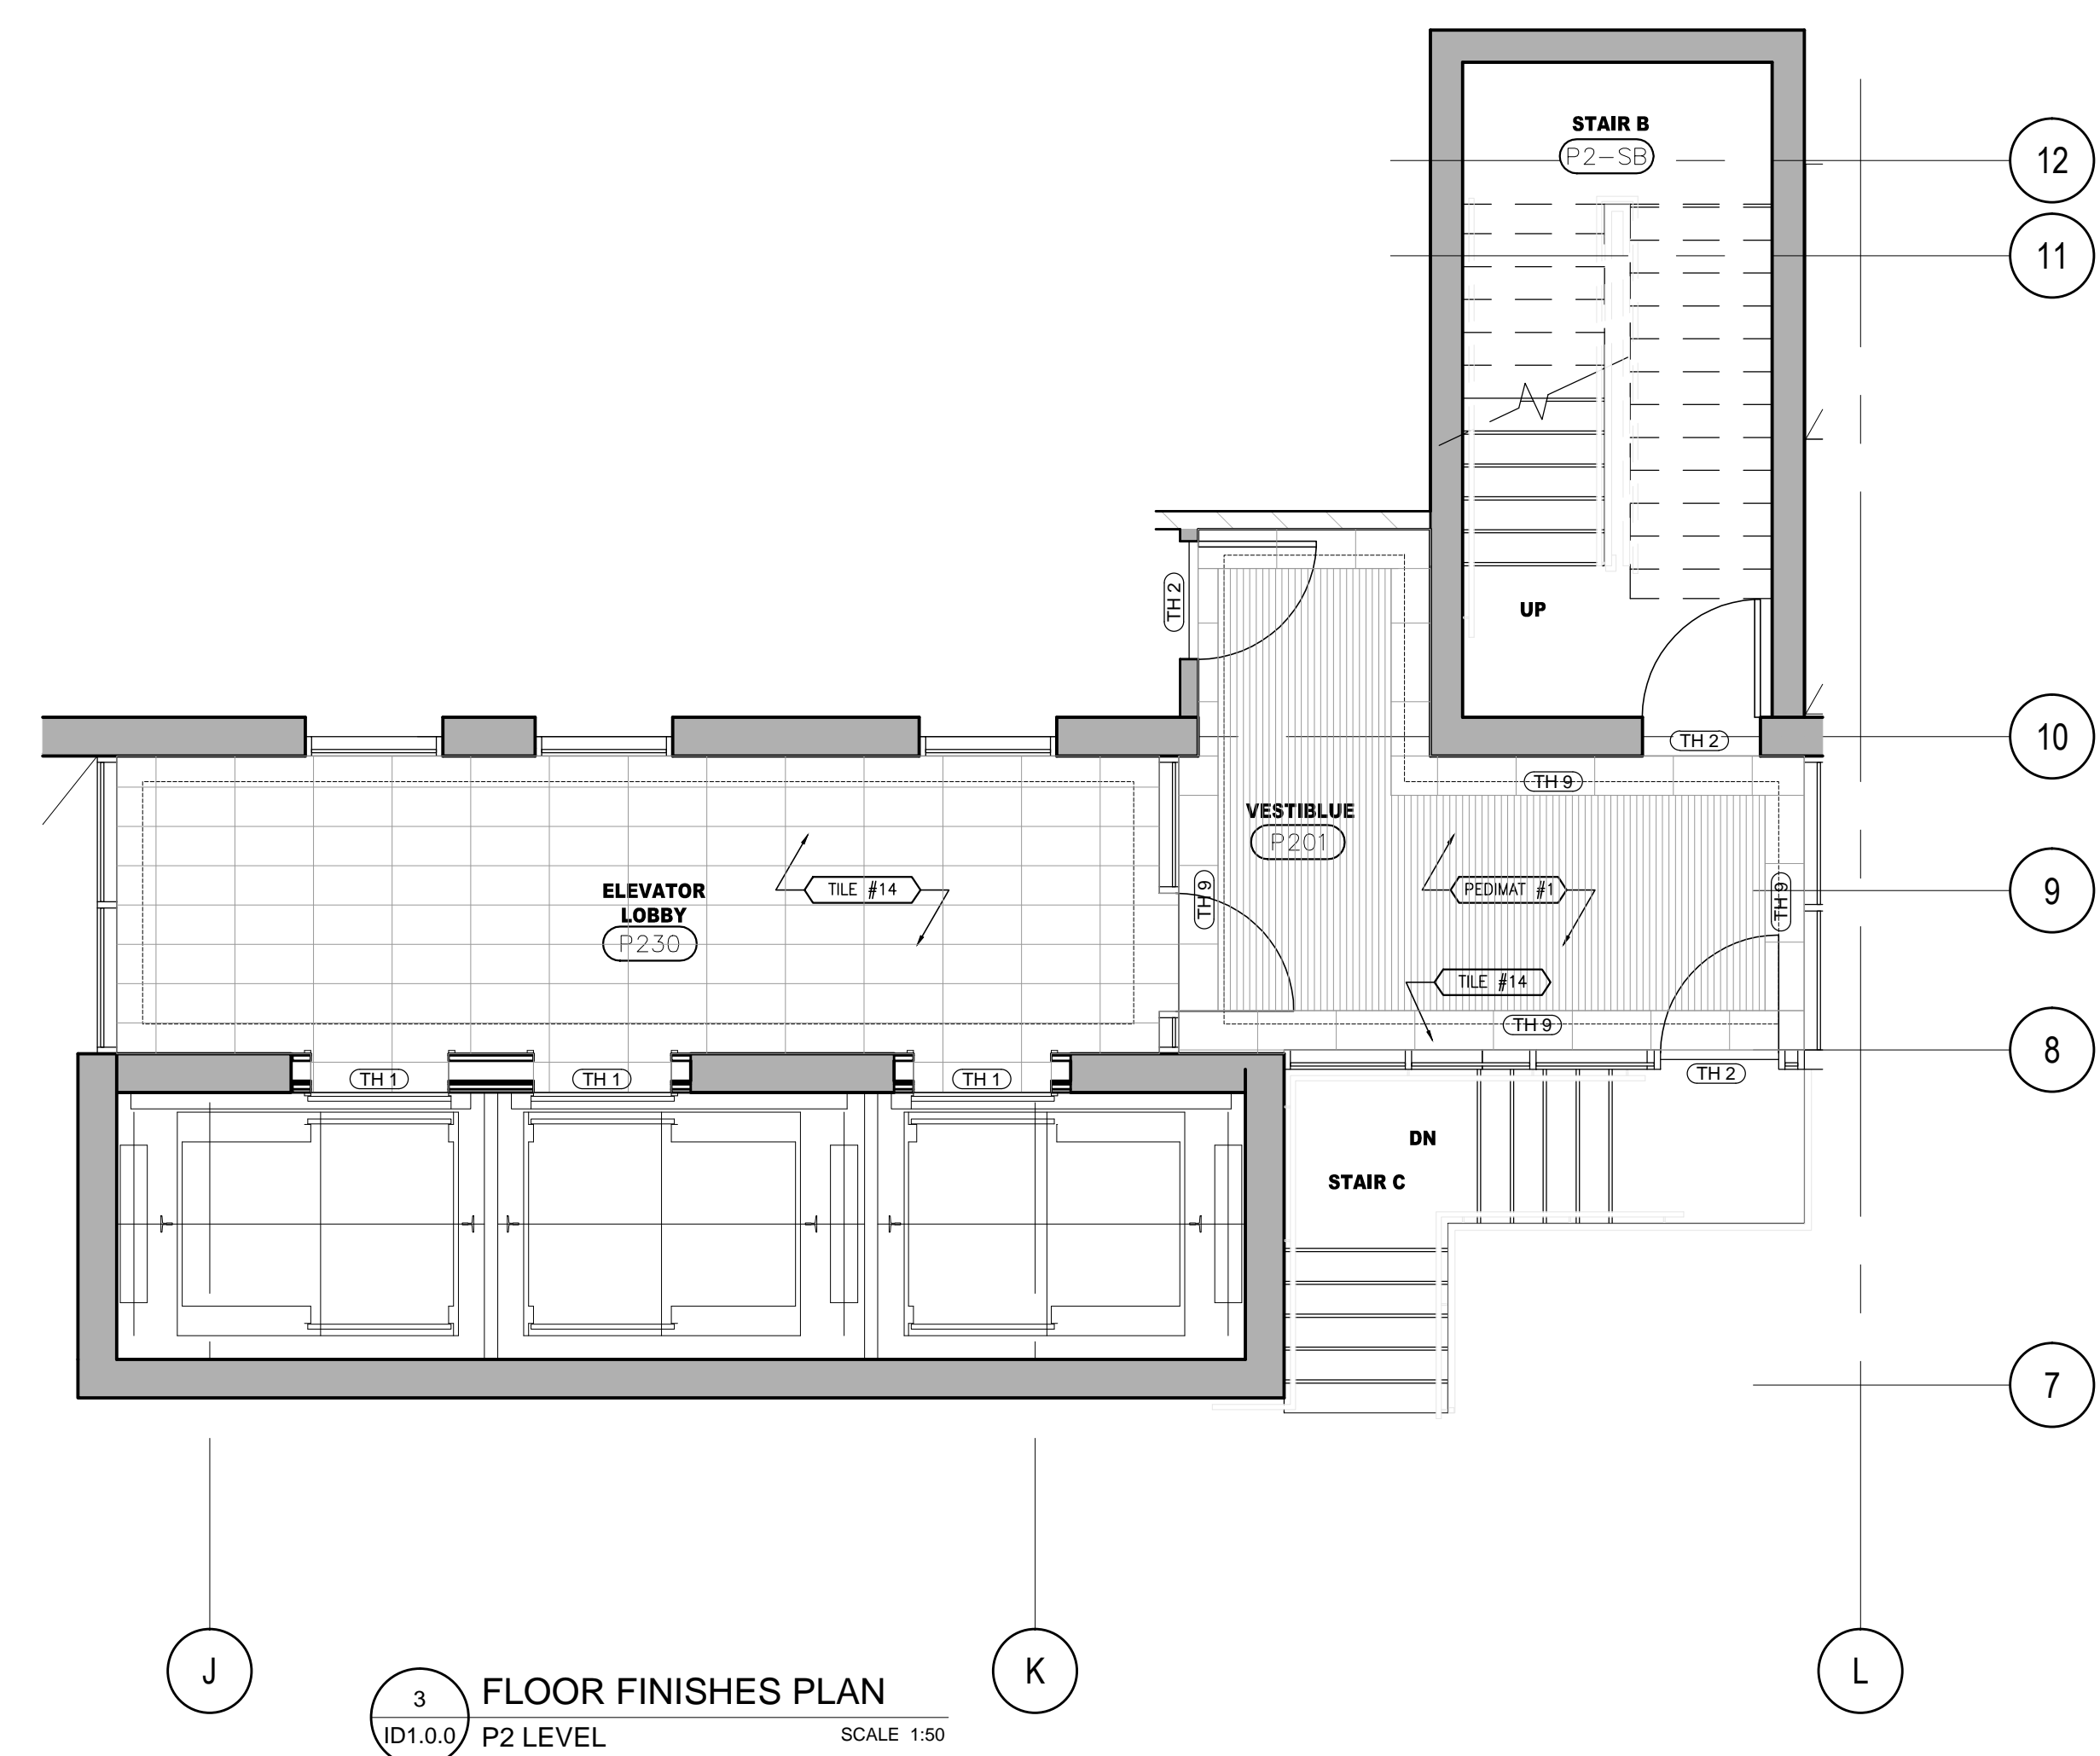 STAIR B
P2-SB
12
11
TH 2
UP
10
TH 2
TH 9
VESTIBLUE
P201
TILE #14
PEDIMAT #1
ELEVATOR
LOBBY
P230
TH 9
TH 9
9
TILE #14
TH 9
8
TH 1
TH 1
TH 1
TH 2
DN
STAIR C
7
J
K
L
3
FLOOR FINISHES PLAN
ID1.0.0
P2 LEVEL
SCALE 1:50